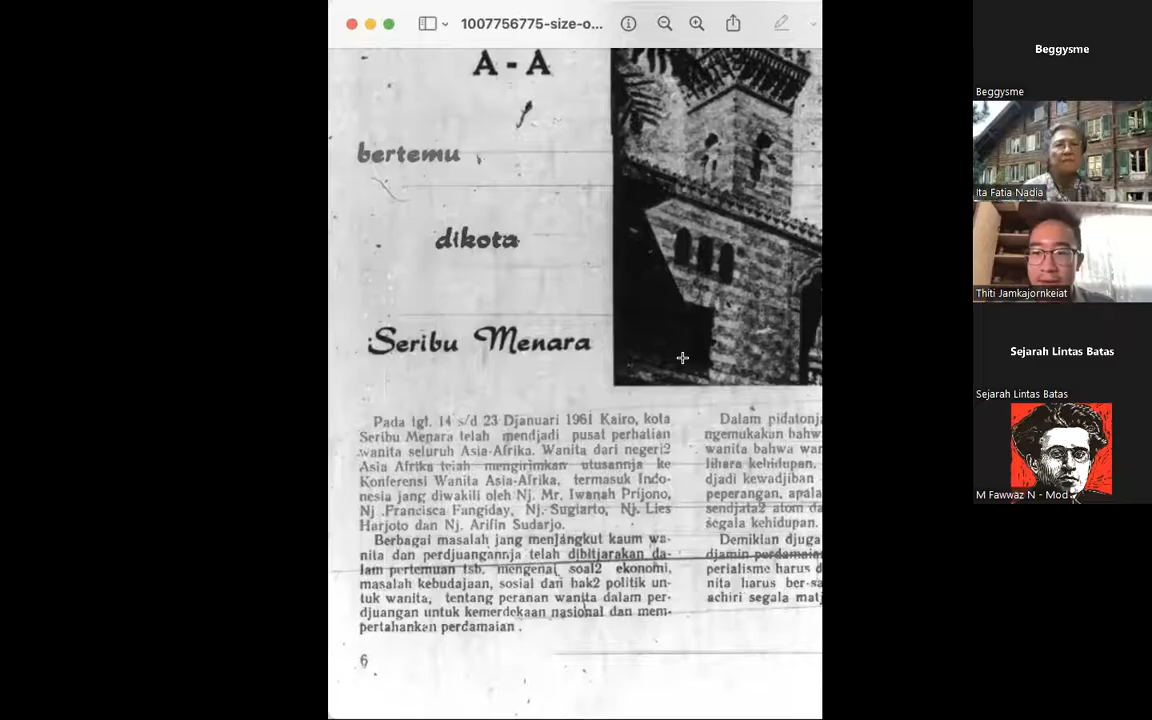 1007756775-size-o...
A - A
bertemu
dikota
Seribu Menara
Pada tgl. 14 s/d 23 Djanuari 1961 Kairo, kota
Seribu Menara telah mendjadi pusat perhatian
wanita seluruh Asia-Afrika. Wanita dari negeri2
Asia Afrika telah mengirimkan utusannja ke
Konferensi Wanita Asia-Afrika, termasuk Indo-
nesia jang diwakili oleh Nj. Mr. Iwanah Prijono,
Nj .Francisca Fangiday, Nj. Sugiarto, Nj. Lies
Harjoto dan Nj. Arifin Sudarjo.
Berbagai masalah jang menjangkut kaum wa-
nita dan perdjuangannja telah dibitjarakan da-
lam pertemuan tsb. mengenai soal2 ekonomi,
masalah kebudajaan, sosial dan hak2 politik un-
tuk wanita, tentang peranan wanita dalam per-
djuangan untuk kemerdekaan nasional dan mem-
pertahankan perdamaian .
6
Dalam pidatonj
ngemukakan bahw
wanita bahwa war
lihara kehidupan.
djadi kewadjiban
peperangan, apala
sendjata2 atom da
segala kehidupan.
Demikian djuga
djamin perdamaia
perialisme harus d
nita harus ber-sa
achiri segala matj
Beggysme
Beggysme
Ita Fatia Nadia
Thiti Jamkajornkeiat
Sejarah Lintas Batas
Sejarah Lintas Batas
M Fawwaz N - Mod